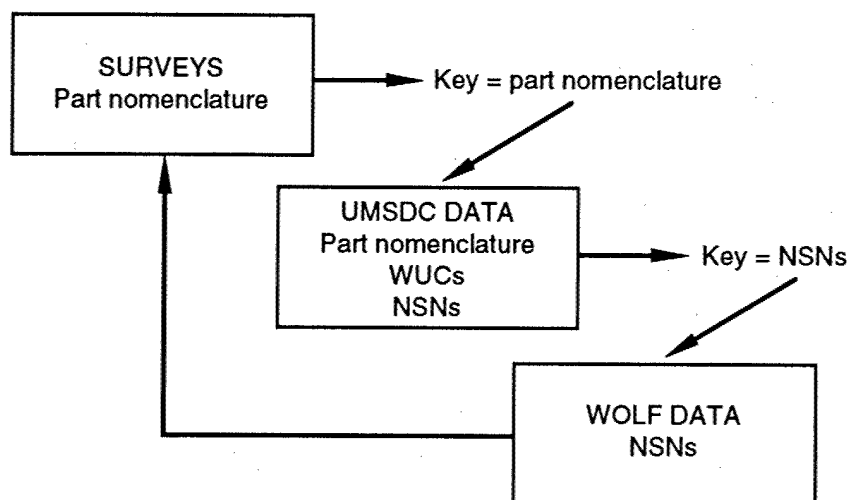 SURVEYS
Part nomenclature
Key = part nomenclature
UMSDC DATA
Part nomenclature
WUCs
NSNs
Key = NSNs
WOLF DATA
NSNs